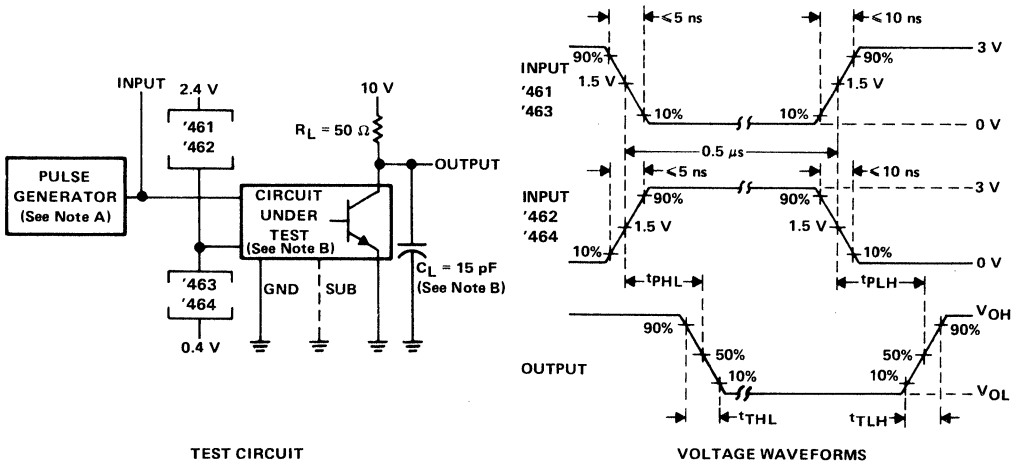 INPUT
2.4 V
'461
'462
PULSE
GENERATOR
(See Note A)
10 V
R_L = 50 Ω
OUTPUT
CIRCUIT
UNDER
TEST
(See Note B)
C_L = 15 pF
(See Note B)
'463
'464
0.4 V
GND
SUB
TEST CIRCUIT
≤5 ns
≤10 ns
INPUT
'461
'463
90%
90%
3 V
1.5 V
1.5 V
10%
10%
0 V
0.5 μs
≤5 ns
≤10 ns
INPUT
'462
'464
90%
90%
3 V
1.5 V
1.5 V
10%
10%
0 V
tPHL
tPLH
OUTPUT
90%
90%
VOH
50%
50%
10%
10%
VOL
tTHL
tTLH
VOLTAGE WAVEFORMS